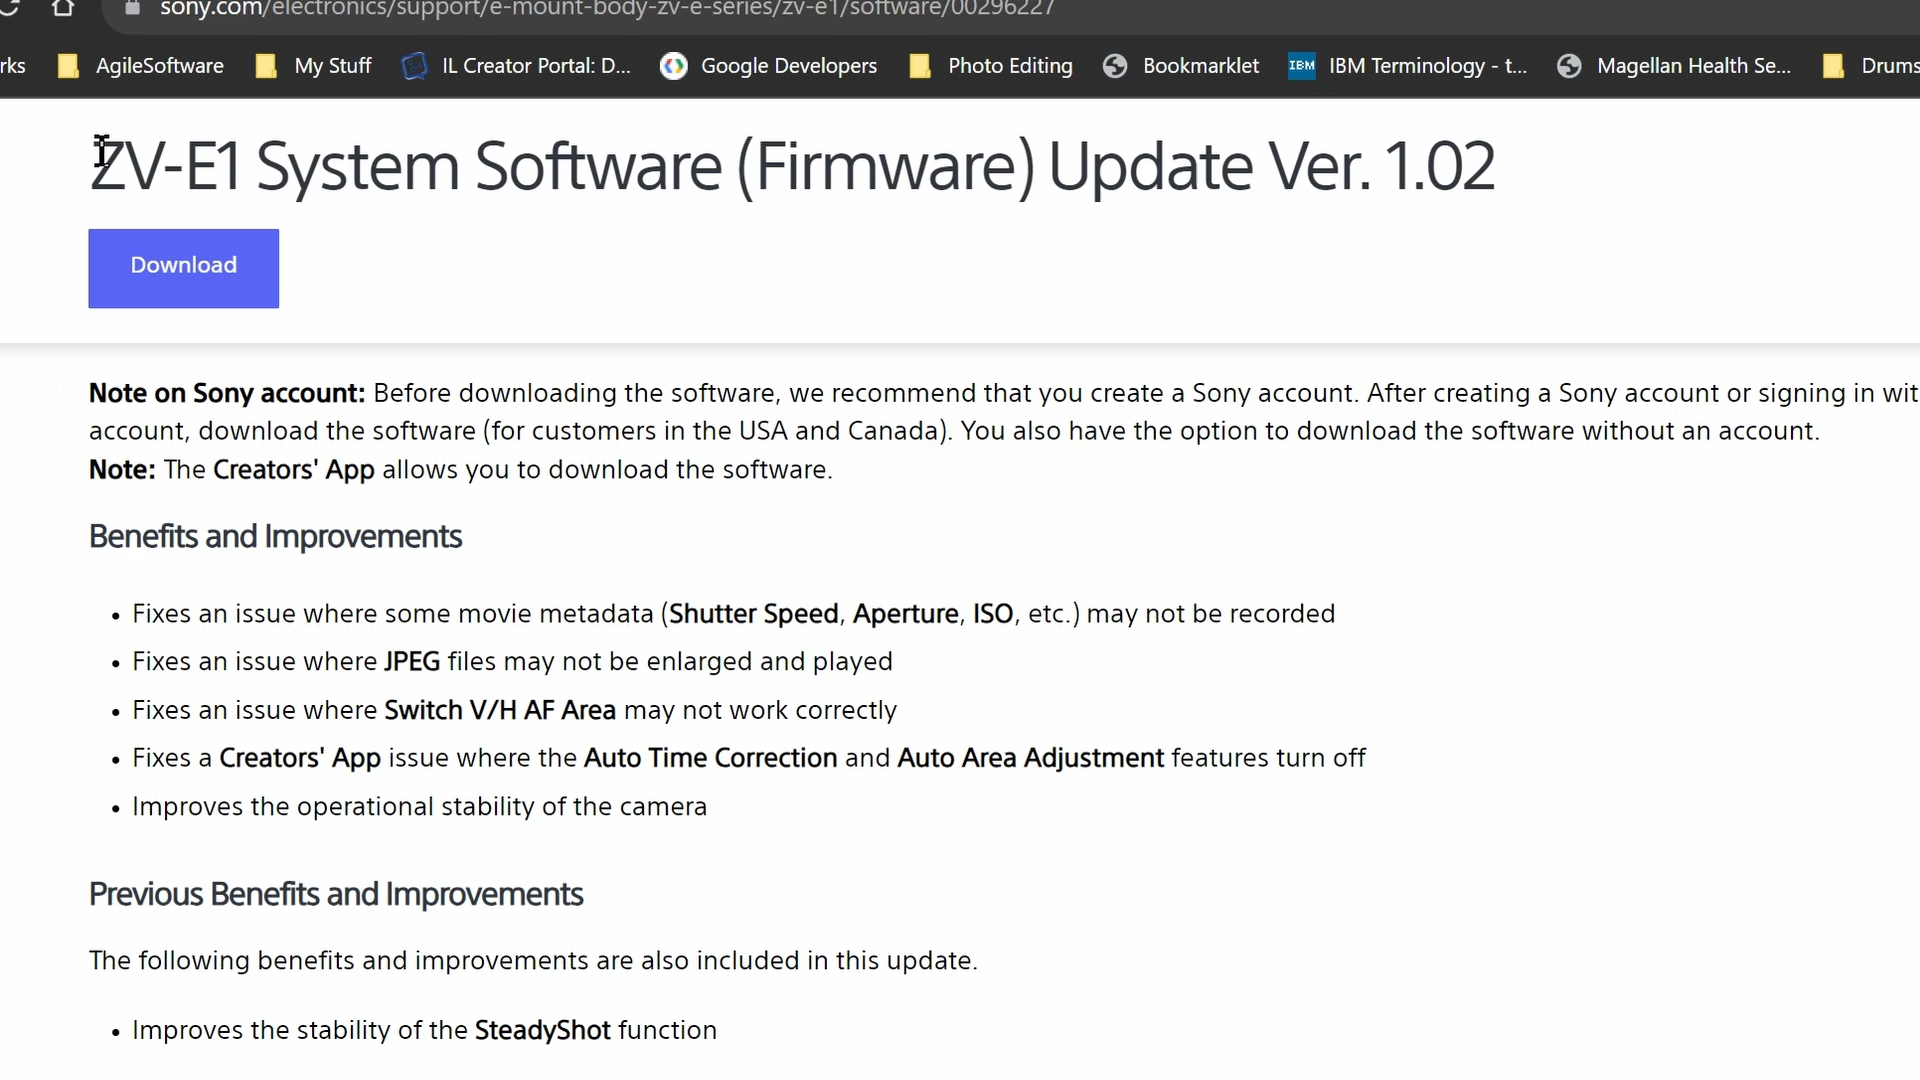 sony.com/electronics/support/e-mount-body-zv-e-series/zv-e1/software/00296227
rks AgileSoftware My Stuff IL Creator Portal: D... Google Developers Photo Editing Bookmarklet IBM IBM Terminology - t... Magellan Health Se... Drums
ZV-E1 System Software (Firmware) Update Ver. 1.02
Download
Note on Sony account: Before downloading the software, we recommend that you create a Sony account. After creating a Sony account or signing in wit
account, download the software (for customers in the USA and Canada). You also have the option to download the software without an account.
Note: The Creators' App allows you to download the software.
Benefits and Improvements
• Fixes an issue where some movie metadata (Shutter Speed, Aperture, ISO, etc.) may not be recorded
• Fixes an issue where JPEG files may not be enlarged and played
• Fixes an issue where Switch V/H AF Area may not work correctly
• Fixes a Creators' App issue where the Auto Time Correction and Auto Area Adjustment features turn off
• Improves the operational stability of the camera
Previous Benefits and Improvements
The following benefits and improvements are also included in this update.
• Improves the stability of the SteadyShot function